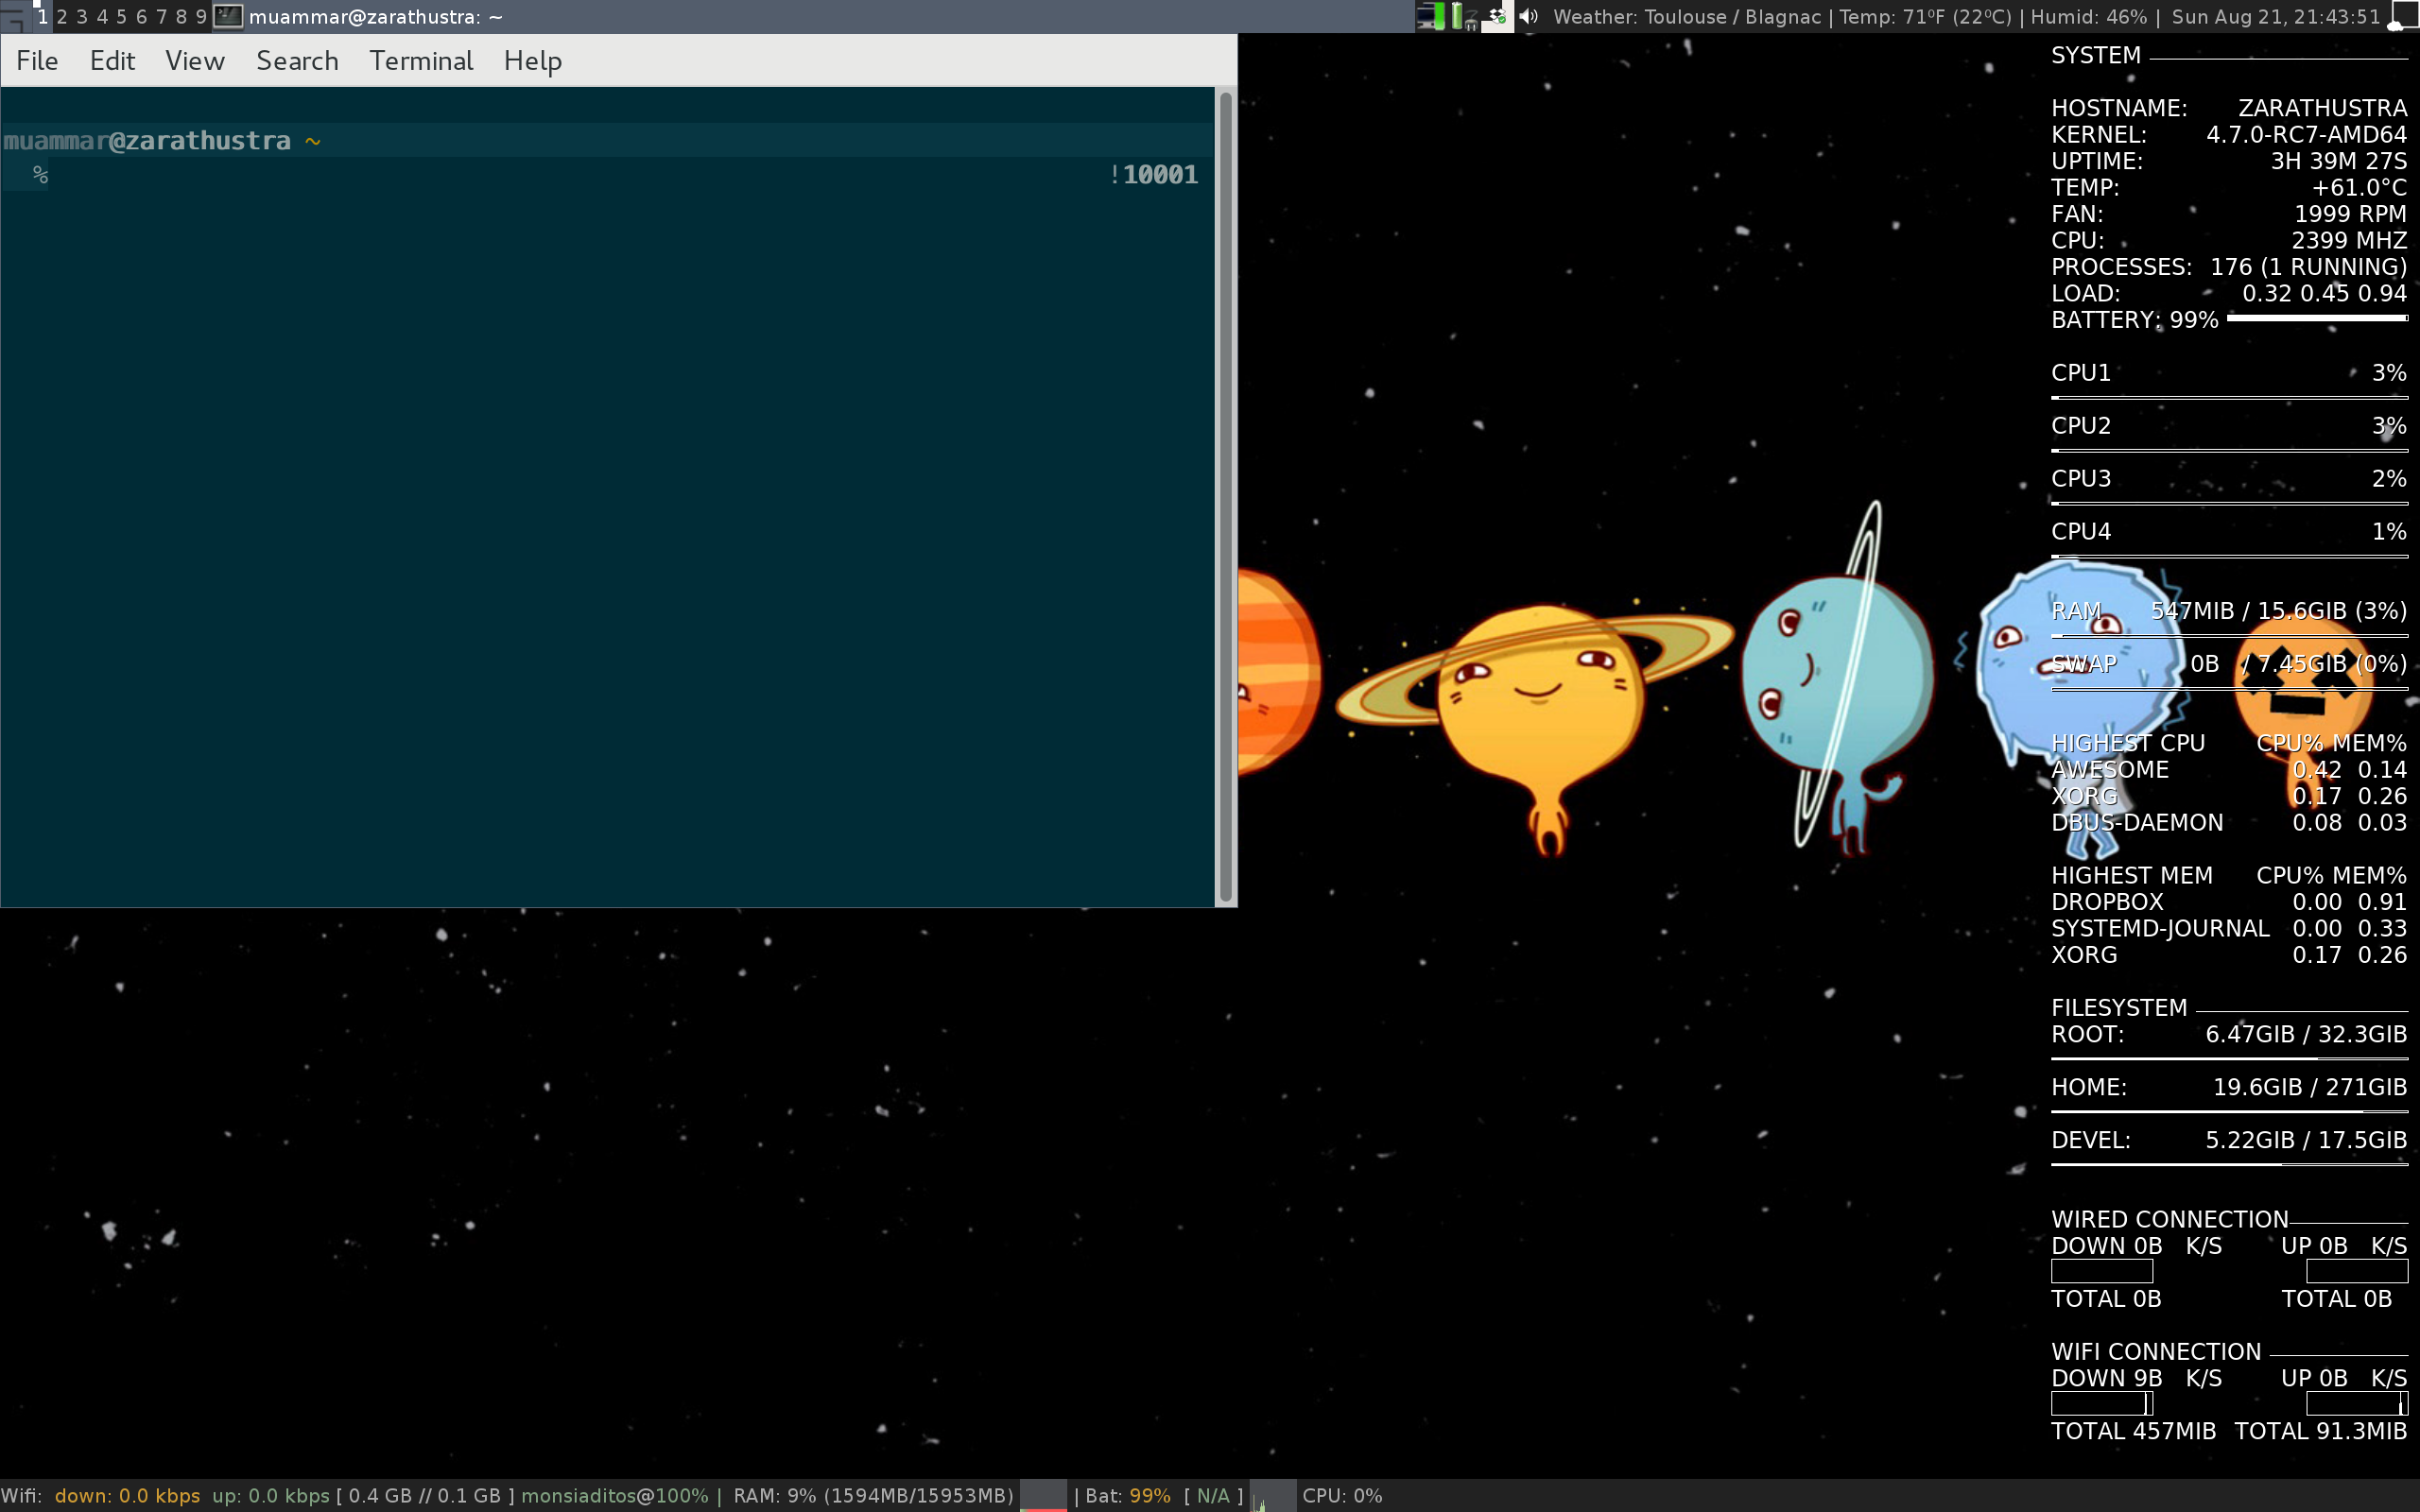 1 2 3 4 5 6 7 8 9 muammar@zarathustra: ~ Weather: Toulouse / Blagnac | Temp: 71⁰F (22⁰C) | Humid: 46% | Sun Aug 21, 21:43:51
File Edit View Search Terminal Help
muammar@zarathustra ~
% !10001
SYSTEM
HOSTNAME: ZARATHUSTRA
KERNEL: 4.7.0-RC7-AMD64
UPTIME: 3H 39M 27S
TEMP: +61.0°C
FAN: 1999 RPM
CPU: 2399 MHZ
PROCESSES: 176 (1 RUNNING)
LOAD: 0.32 0.45 0.94
BATTERY: 99%
CPU1 3%
CPU2 3%
CPU3 2%
CPU4 1%
RAM 547MIB / 15.6GIB (3%)
SWAP 0B / 7.45GIB (0%)
HIGHEST CPU CPU% MEM%
AWESOME 0.42 0.14
XORG 0.17 0.26
DBUS-DAEMON 0.08 0.03
HIGHEST MEM CPU% MEM%
DROPBOX 0.00 0.91
SYSTEMD-JOURNAL 0.00 0.33
XORG 0.17 0.26
FILESYSTEM
ROOT: 6.47GIB / 32.3GIB
HOME: 19.6GIB / 271GIB
DEVEL: 5.22GIB / 17.5GIB
WIRED CONNECTION
DOWN 0B K/S UP 0B K/S
TOTAL 0B TOTAL 0B
WIFI CONNECTION
DOWN 9B K/S UP 0B K/S
TOTAL 457MIB TOTAL 91.3MIB
Wifi: down: 0.0 kbps up: 0.0 kbps [ 0.4 GB // 0.1 GB ] monsiaditos@100% | RAM: 9% (1594MB/15953MB) | Bat: 99% [ N/A ] CPU: 0%